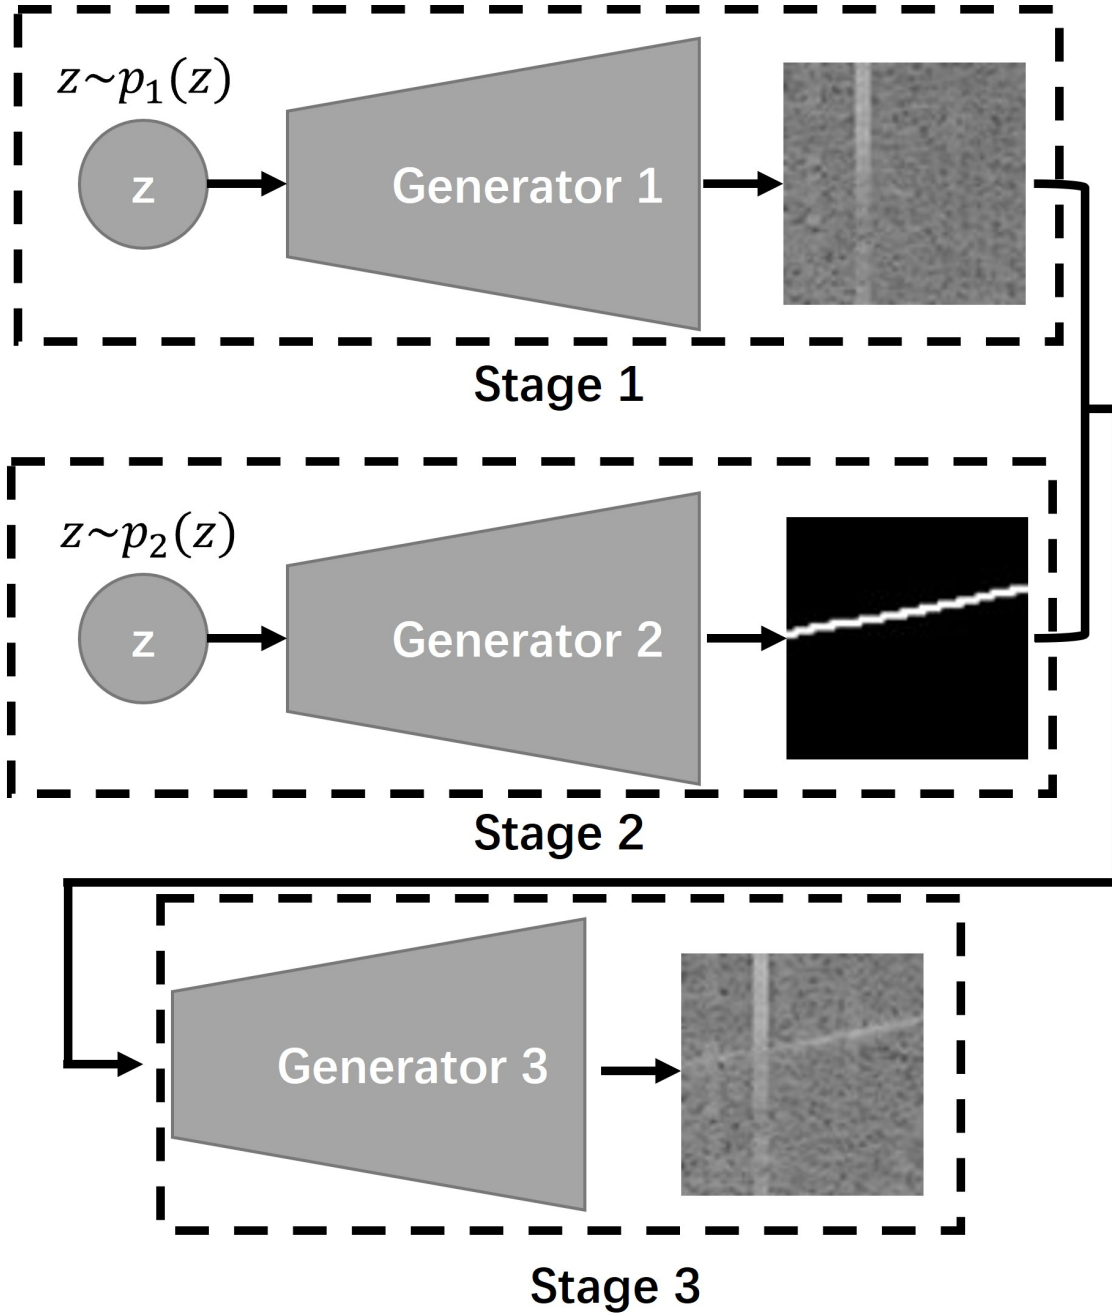 z~p₁(z)
z
Generator 1
Stage 1
z~p₂(z)
z
Generator 2
Stage 2
Generator 3
Stage 3